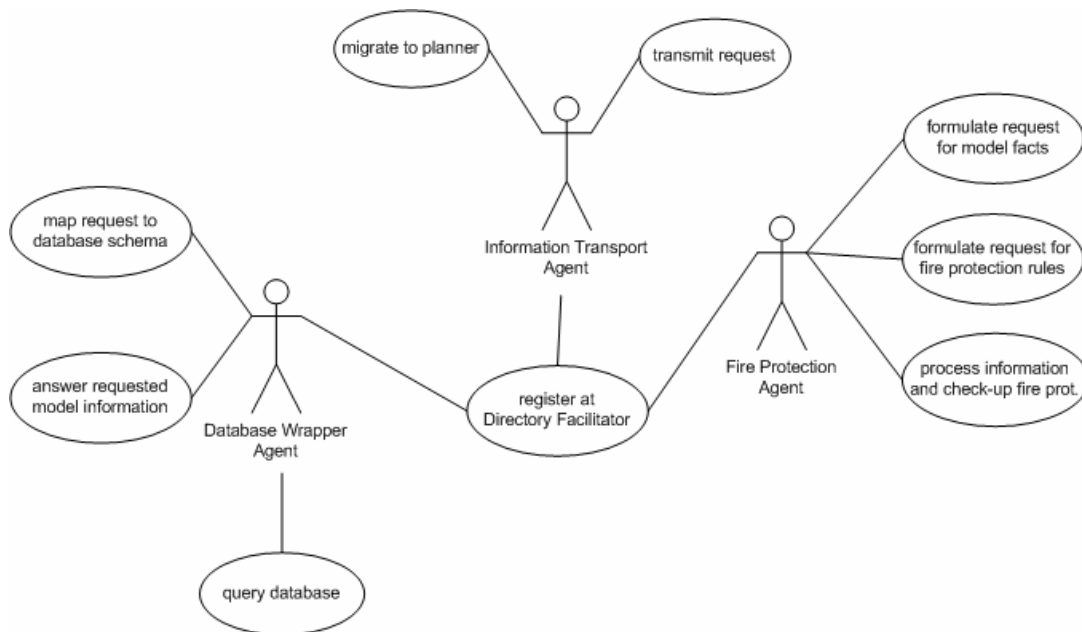 migrate to planner
transmit request
formulate request
for model facts
map request to
database schema
Information Transport
Agent
formulate request for
fire protection rules
answer requested
model information
Database Wrapper
Agent
register at
Directory Facilitator
Fire Protection
Agent
process information
and check-up fire prot.
query database